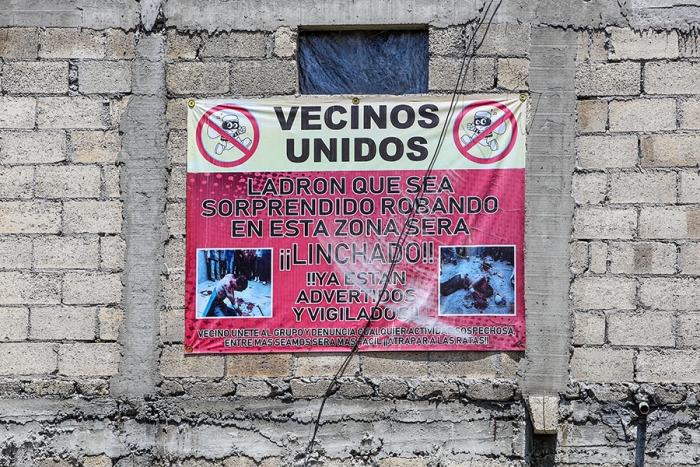 VECINOS
UNIDOS
LADRON QUE SEA
SORPRENDIDO ROBANDO
EN ESTA ZONA SERA
¡¡LINCHADO!!
!!YA ESTAN
ADVERTIDOS
Y VIGILADOS!!
VECINO UNETE AL GRUPO Y DENUNCIA CUALQUIER ACTIVIDAD SOSPECHOSA,
ENTRE MAS SEAMOS SERA MAS FACIL ¡¡ATRAPAR A LAS RATAS!!